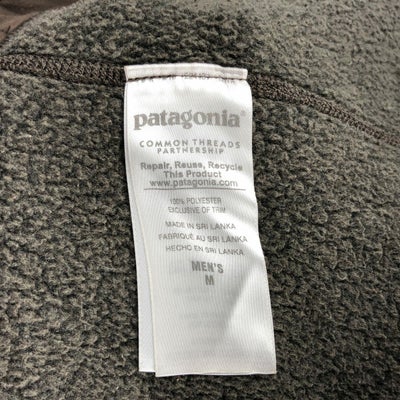 patagonia®
COMMON THREADS
PARTNERSHIP
Repair, Reuse, Recycle
This Product
www.patagonia.com
100% POLYESTER
EXCLUSIVE OF TRIM
MADE IN SRI LANKA
FABRIQUÉ AU SRI LANKA
HECHO EN SRI LANKA
MEN'S
M